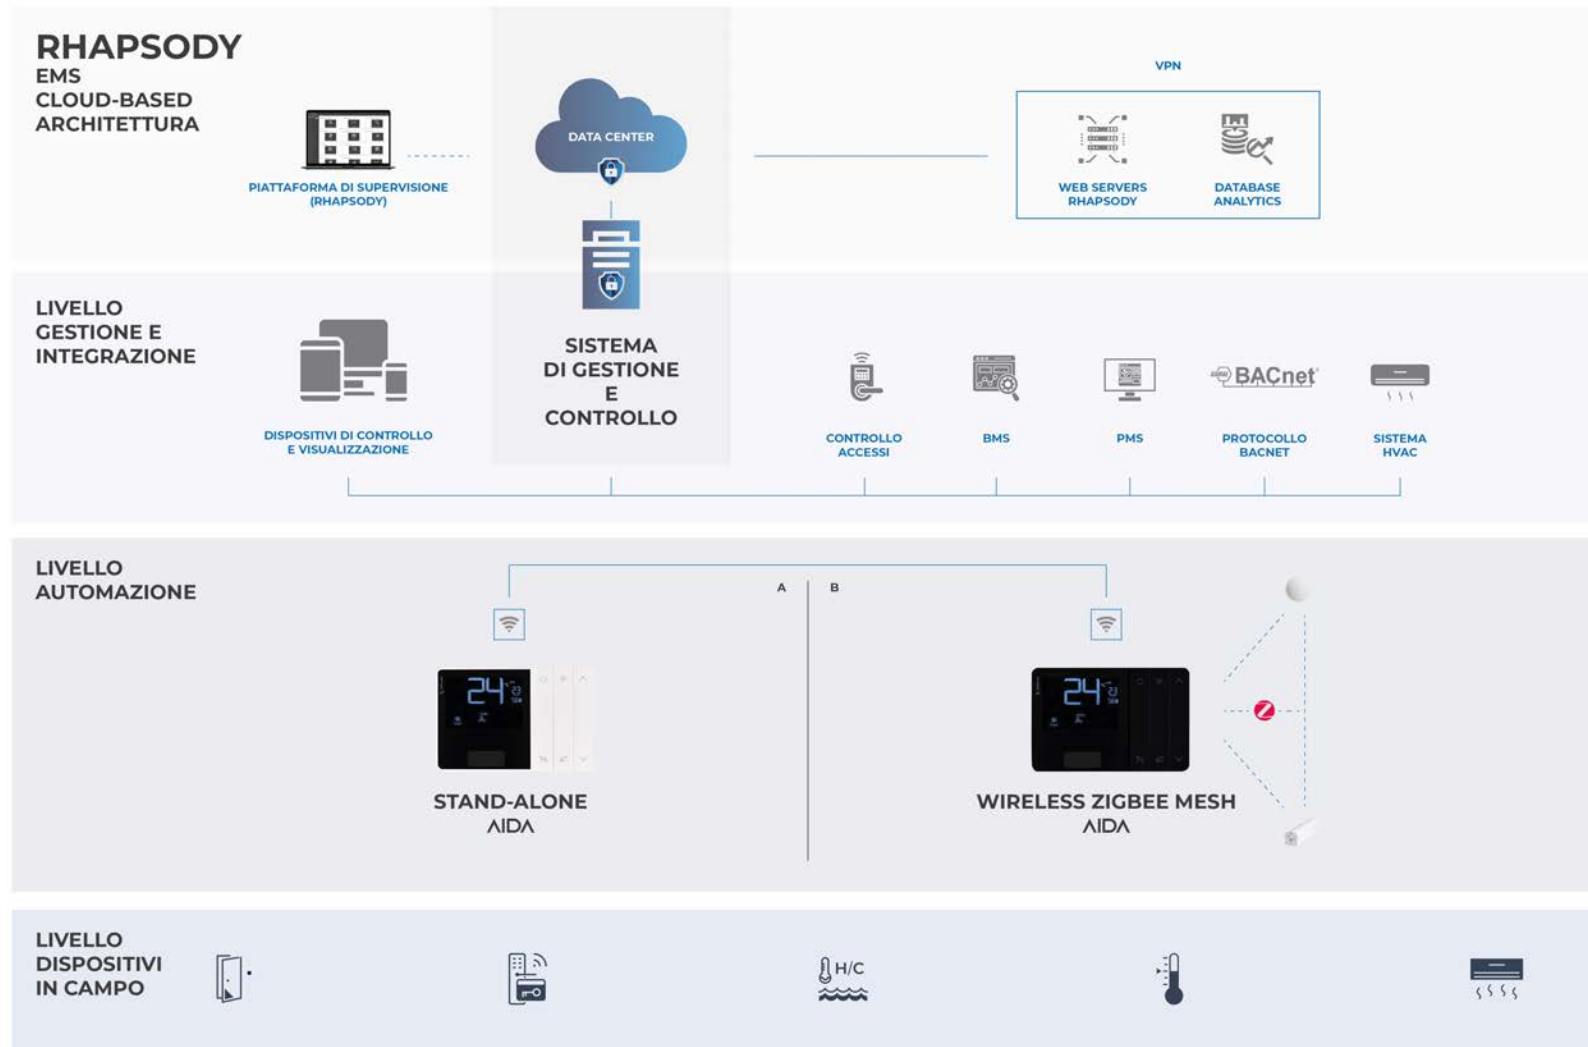 RHAPSODY
EMS
CLOUD-BASED
ARCHITETTURA
PIATTAFORMA DI SUPERVISIONE
(RHAPSODY)
DATA CENTER
VPN
WEB SERVERS
RHAPSODY
DATABASE
ANALYTICS
LIVELLO
GESTIONE E
INTEGRAZIONE
DISPOSITIVI DI CONTROLLO
E VISUALIZZAZIONE
SISTEMA
DI GESTIONE
E
CONTROLLO
CONTROLLO
ACCESSI
BMS
PMS
BACnet
PROTOCOLLO
BACNET
SISTEMA
HVAC
LIVELLO
AUTOMAZIONE
A
B
24
23
STAND-ALONE
AIDA
24
23
WIRELESS ZIGBEE MESH
AIDA
LIVELLO
DISPOSITIVI
IN CAMPO
H/C